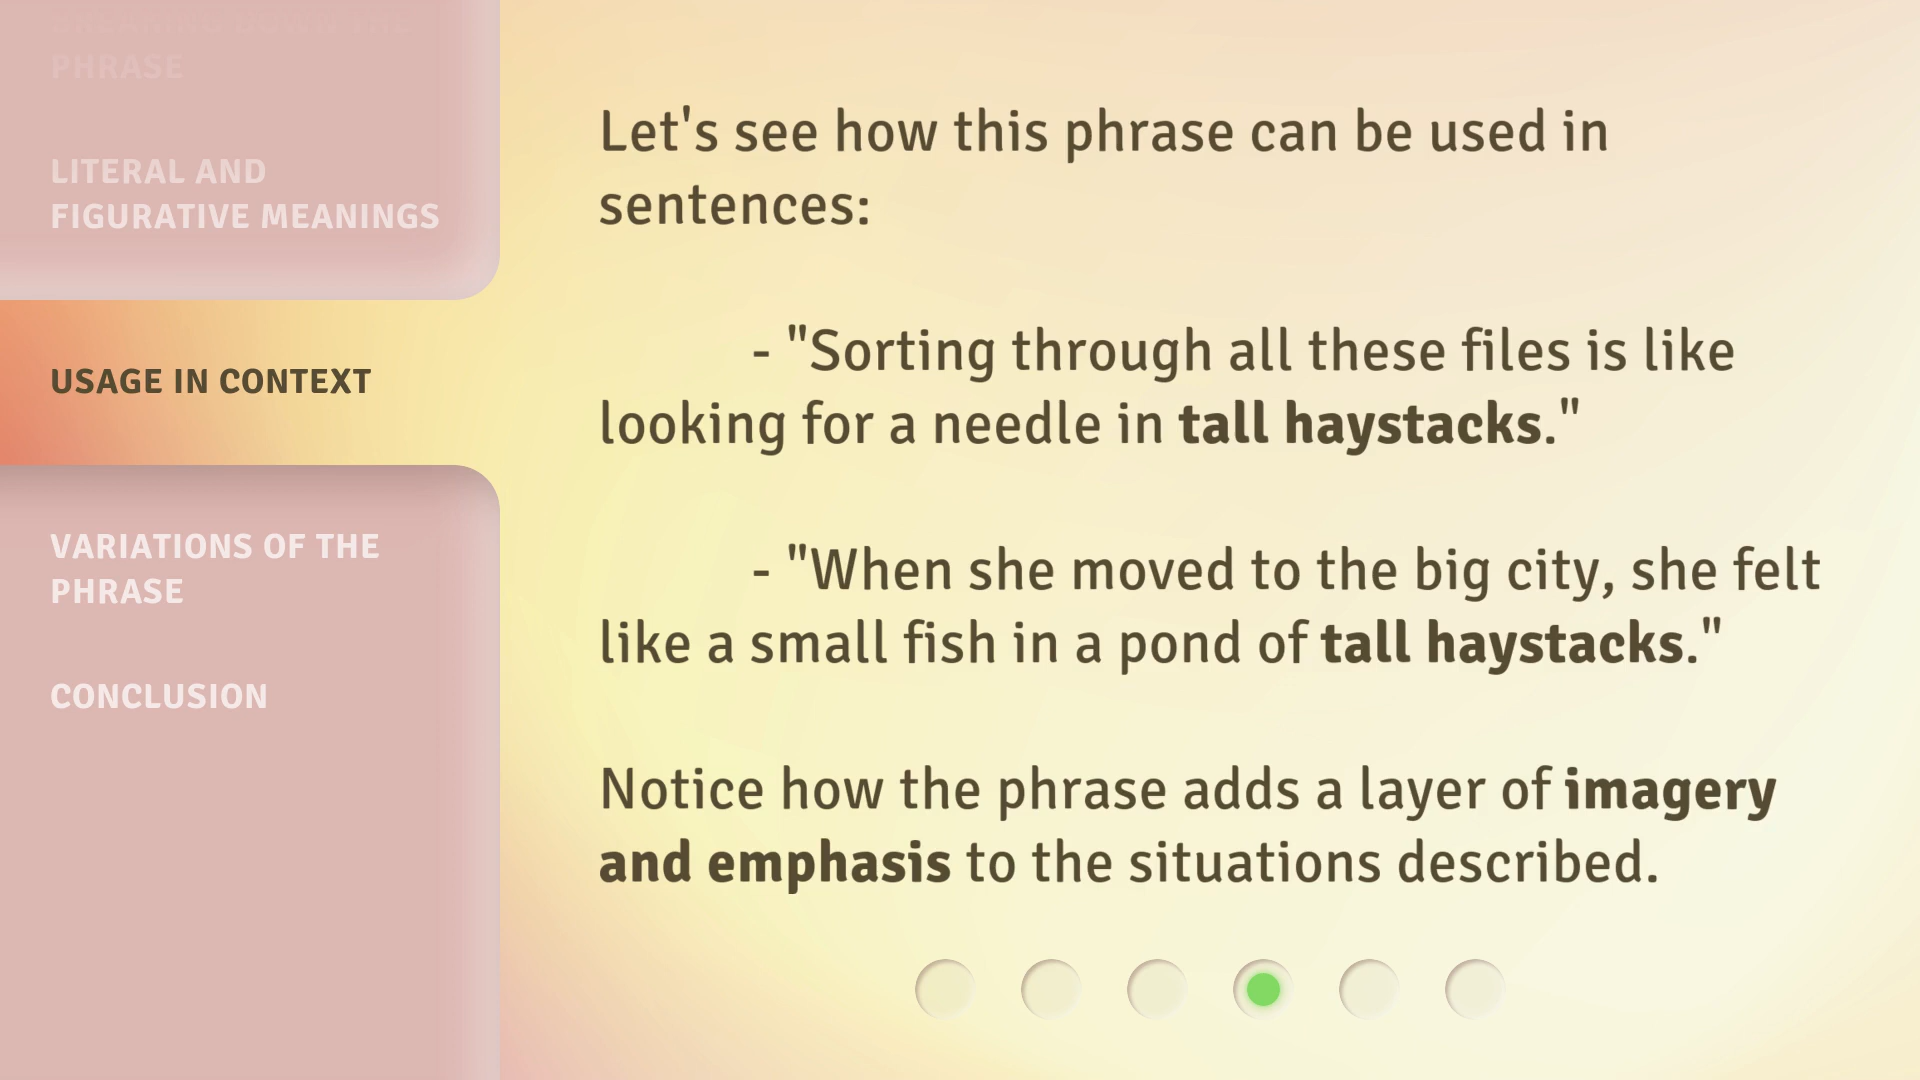 BREAKING DOWN THE
PHRASE
LITERAL AND
FIGURATIVE MEANINGS
USAGE IN CONTEXT
VARIATIONS OF THE
PHRASE
CONCLUSION
Let's see how this phrase can be used in
sentences:
- "Sorting through all these files is like
looking for a needle in tall haystacks."
- "When she moved to the big city, she felt
like a small fish in a pond of tall haystacks."
Notice how the phrase adds a layer of imagery
and emphasis to the situations described.